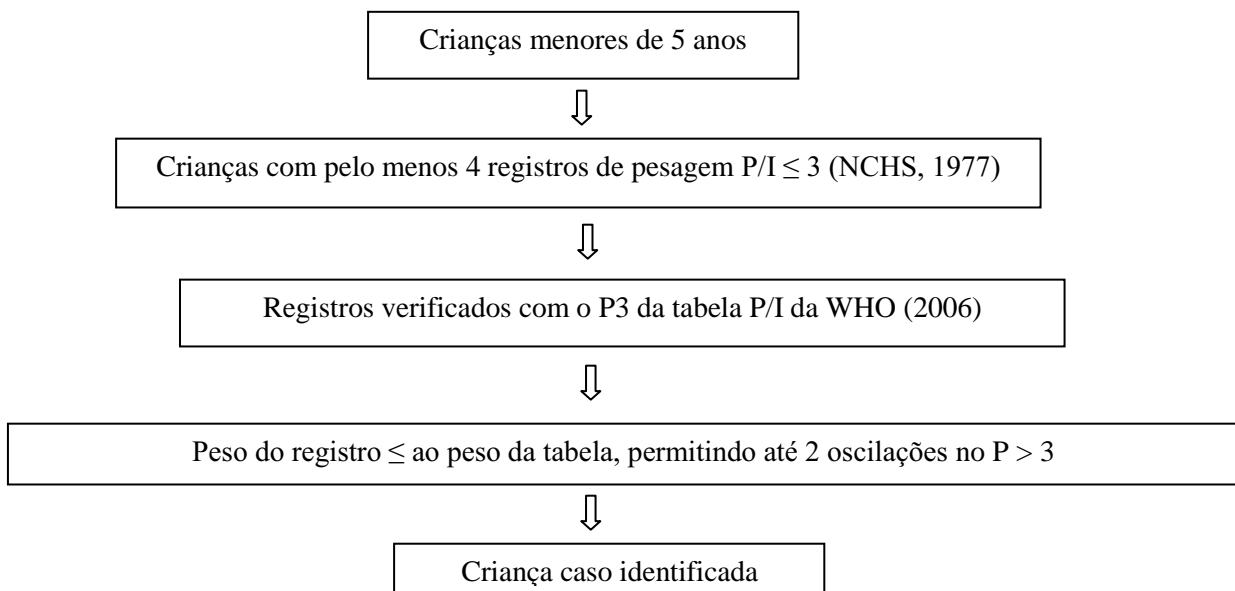 Crianças menores de 5 anos
Crianças com pelo menos 4 registros de pesagem P/I ≤ 3 (NCHS, 1977)
Registros verificados com o P3 da tabela P/I da WHO (2006)
Peso do registro ≤ ao peso da tabela, permitindo até 2 oscilações no P > 3
Criança caso identificada